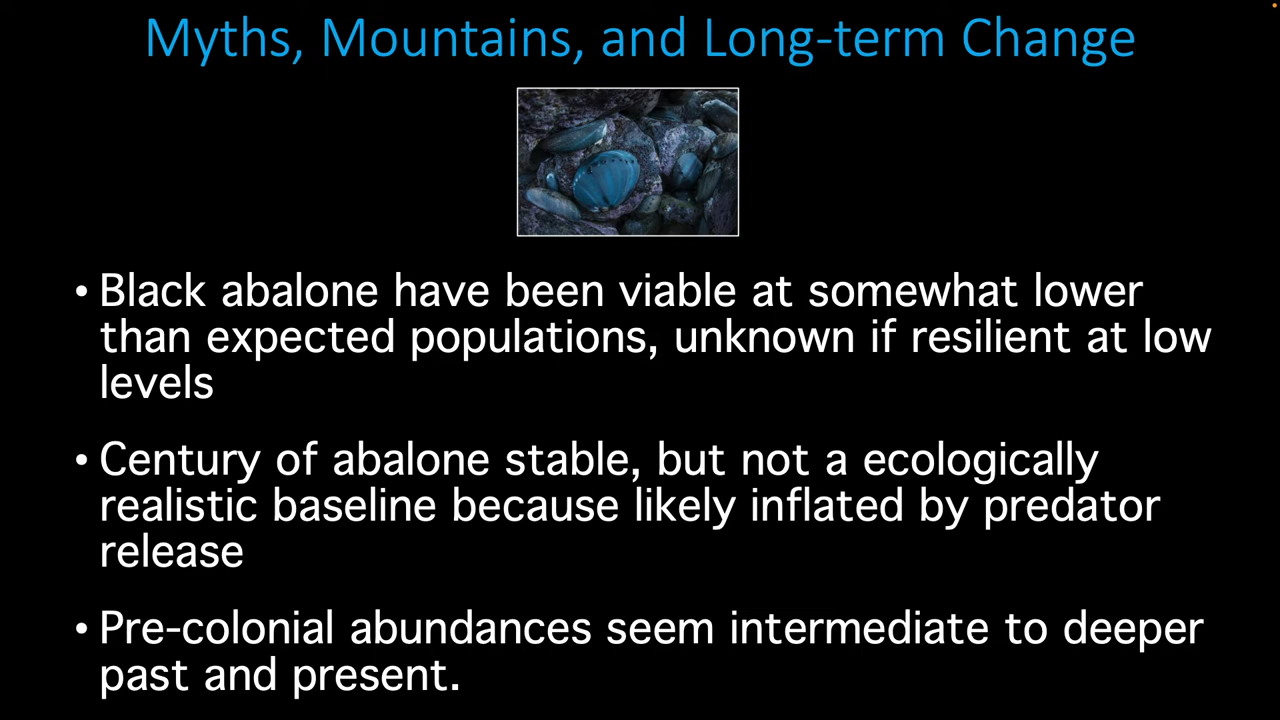 Myths, Mountains, and Long-term Change
• Black abalone have been viable at somewhat lower
than expected populations, unknown if resilient at low
levels
• Century of abalone stable, but not a ecologically
realistic baseline because likely inflated by predator
release
• Pre-colonial abundances seem intermediate to deeper
past and present.